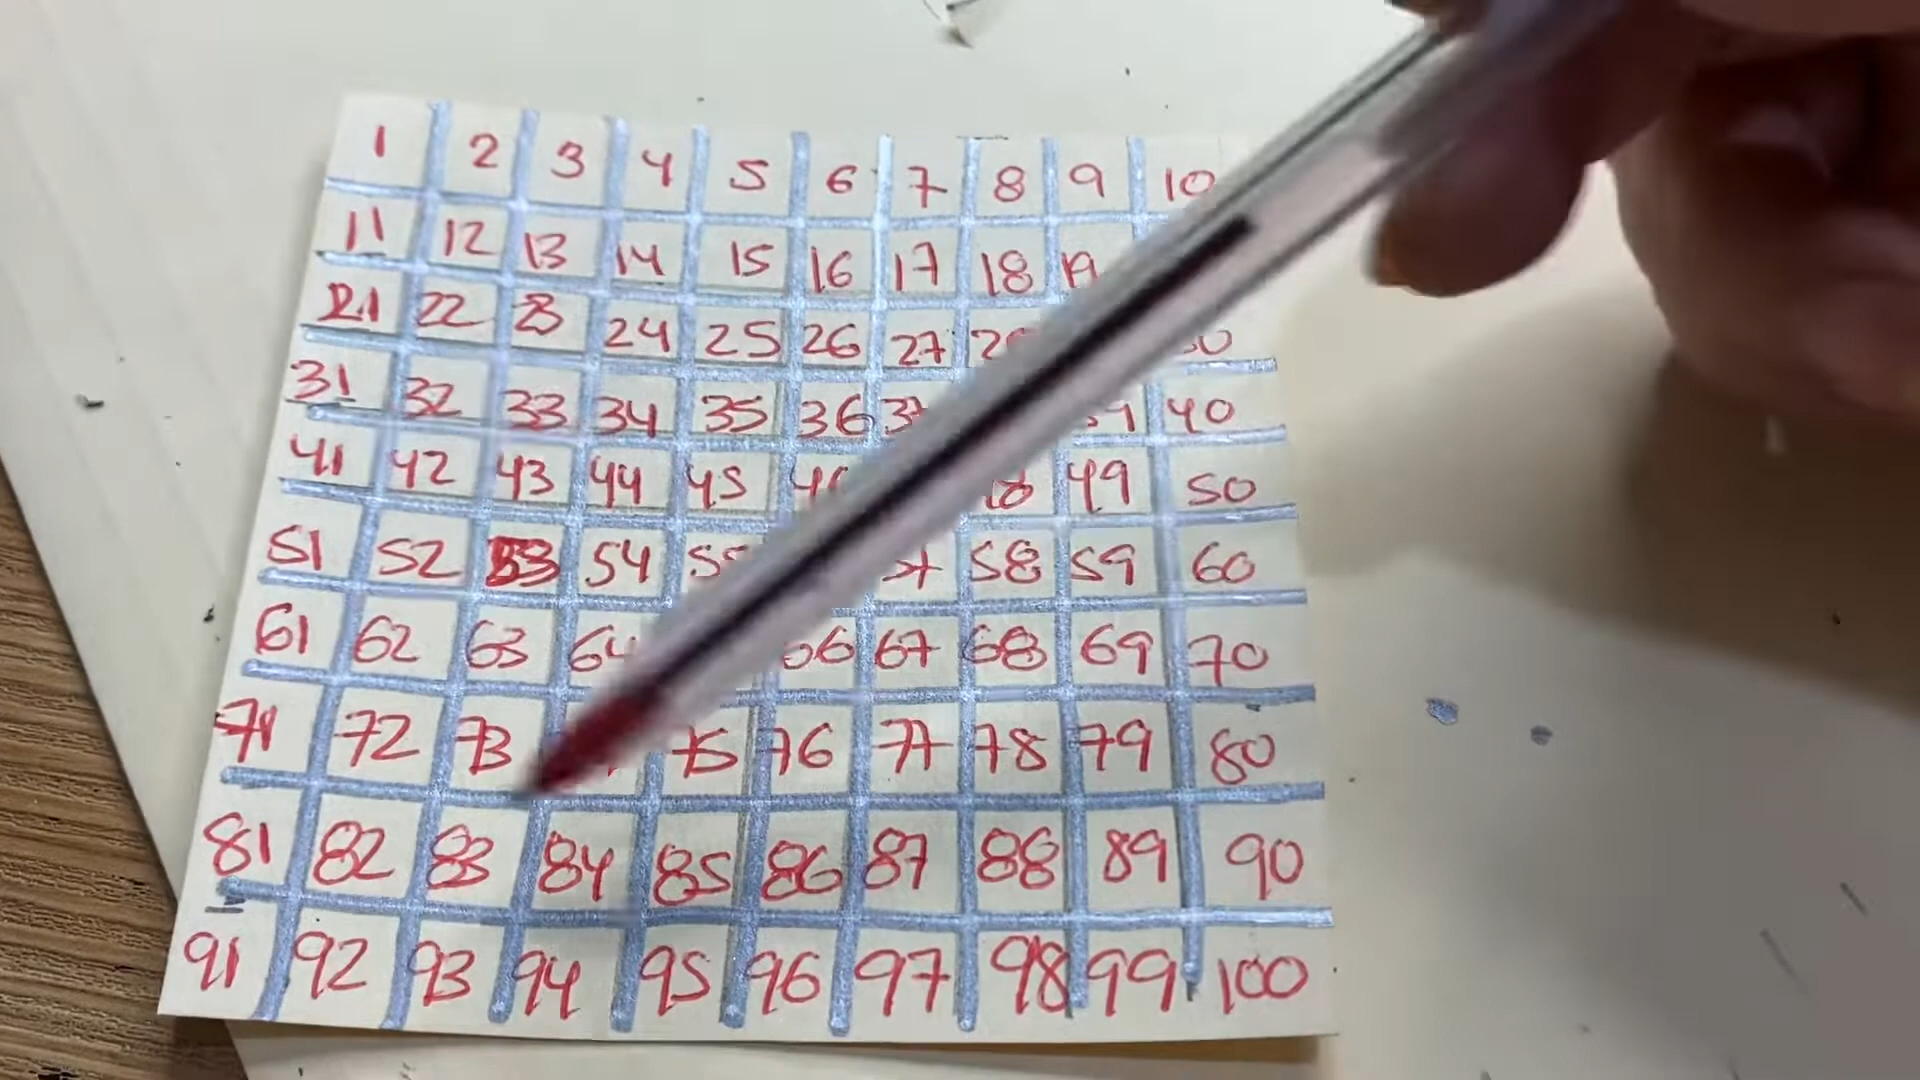 1 2 3 4 5 6 7 8 9 10
11 12 13 14 15 16 17 18 19
21 22 23 24 25 26 27
31 32 33 34 35 36 40
41 42 43 44 45 49 50
51 52 53 54 58 59 60
61 62 63 67 68 69 70
71 72 73 75 76 77 78 79 80
81 82 83 84 85 86 87 88 89 90
91 92 93 94 95 96 97 98 99 100